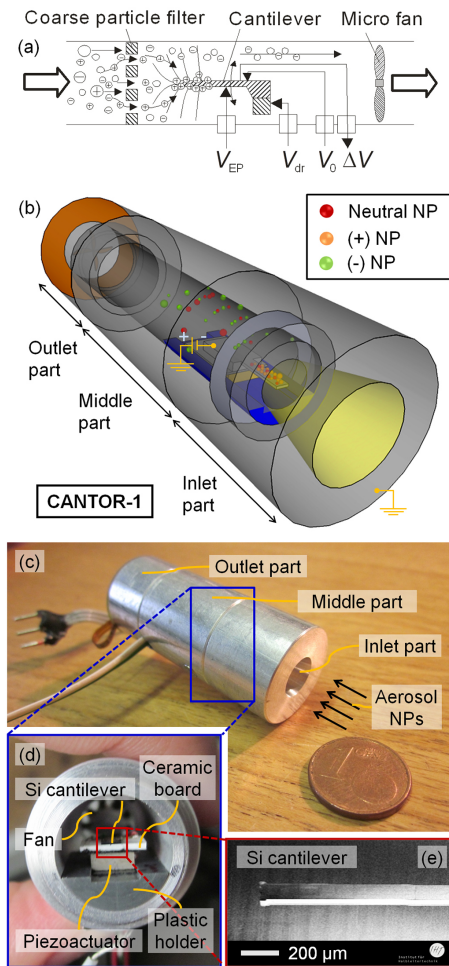 Coarse particle filter
Cantilever
Micro fan
(a)
V_EP
V_dr
V_0
ΔV
(b)
Neutral NP
(+) NP
(-) NP
+ -
Outlet
part
Middle
part
Inlet
part
CANTOR-1
(c)
Outlet part
Middle part
Inlet part
Aerosol
NPs
1
(d)
Si cantilever
Ceramic
board
Fan
Piezoactuator
Plastic
holder
Si cantilever
(e)
200 µm